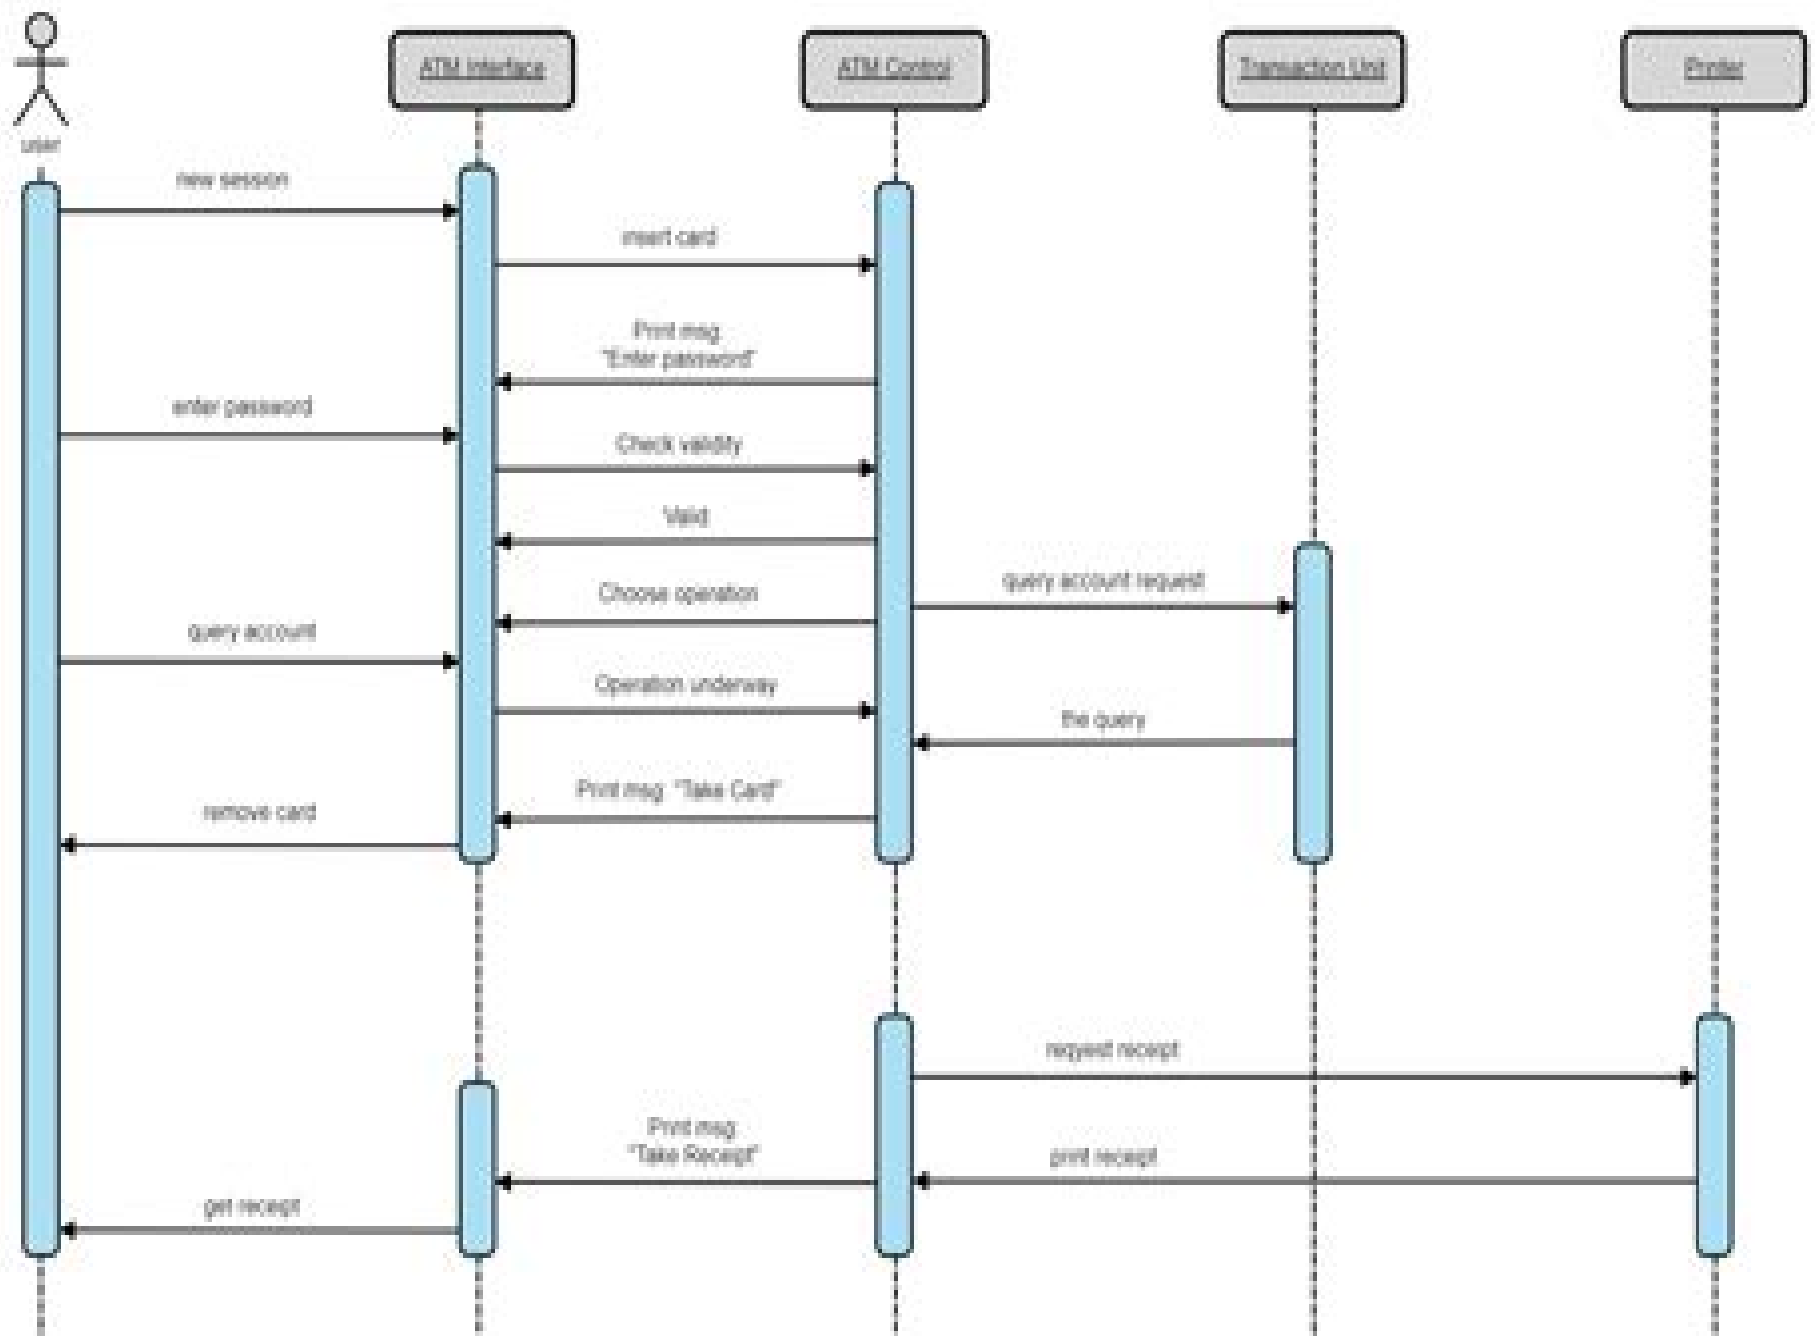 ATM Interface
ATM Control
Transaction Unit
Printer
user
new session
insert card
Print msg
"Enter password"
enter password
Check validity
Valid
query account request
Choose operation
query account
Operation underway
the query
Print msg "Take Card"
remove card
reqyest receipt
Print msg
"Take Receipt"
print receipt
get receipt